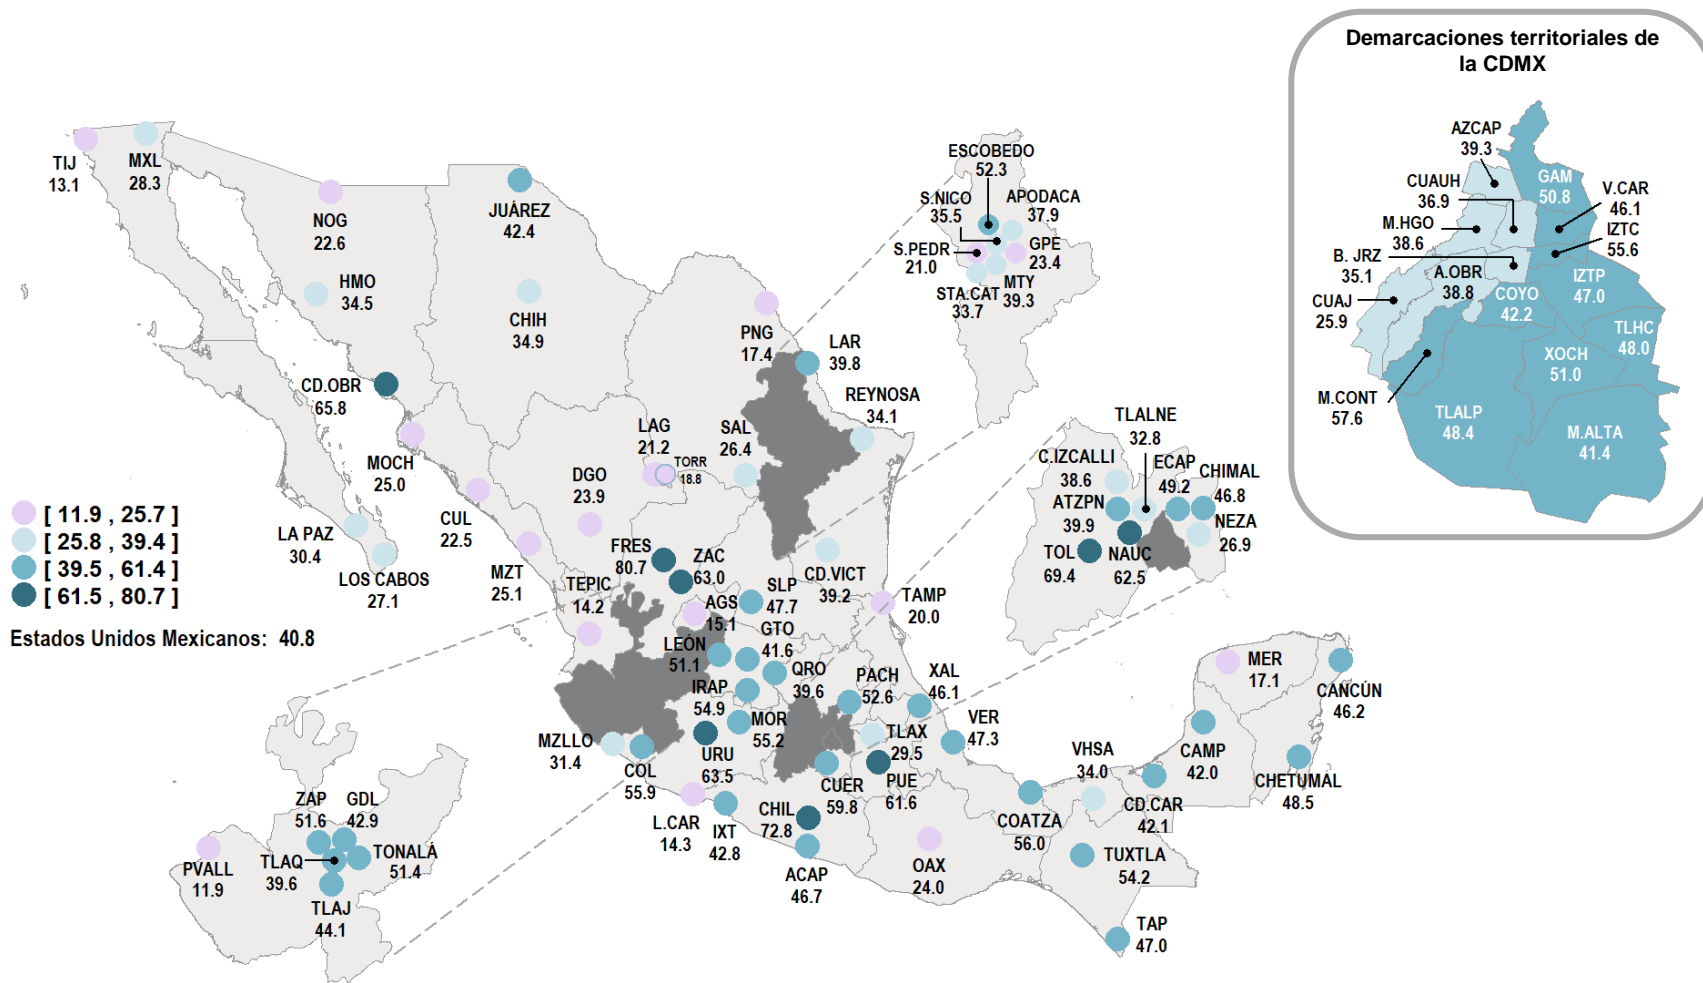 Demarcaciones territoriales de
la CDMX
AZCAP
39.3
CUAUH
36.9
GAM
50.8
V.CAR
46.1
M.HGO
38.6
IZTC
55.6
B. JRZ
35.1
A.OBR
38.8
IZTP
47.0
CUAJ
25.9
COYO
42.2
TLHC
48.0
XOCH
51.0
M.CONT
57.6
TLALP
48.4
M.ALTA
41.4
TIJ
13.1
MXL
28.3
NOG
22.6
JUÁREZ
42.4
HMO
34.5
CHIH
34.9
CD.OBR
65.8
MOCH
25.0
LA PAZ
30.4
LOS CABOS
27.1
CUL
22.5
MZT
25.1
DGO
23.9
LAG
21.2
TORR
18.8
SAL
26.4
PNG
17.4
LAR
39.8
REYNOSA
34.1
ESCOBEDO
52.3
S.NICO
35.5
APODACA
37.9
S.PEDR
21.0
GPE
23.4
MTY
39.3
STA.CAT
33.7
[ 11.9 , 25.7 ]
[ 25.8 , 39.4 ]
[ 39.5 , 61.4 ]
[ 61.5 , 80.7 ]
Estados Unidos Mexicanos: 40.8
FRES
80.7
ZAC
63.0
TEPIC
14.2
AGS
15.1
SLP
47.7
CD.VICT
39.2
TAMP
20.0
LEÓN
51.1
GTO
41.6
QRO
39.6
IRAP
54.9
PACH
52.6
XAL
46.1
MOR
55.2
TLAX
29.5
VER
47.3
MZLLO
31.4
COL
55.9
URU
63.5
CUER
59.8
PUE
61.6
L.CAR
14.3
IXT
42.8
CHIL
72.8
ACAP
46.7
OAX
24.0
COATZA
56.0
VHSA
34.0
CD.CAR
42.1
CAMP
42.0
MER
17.1
CANCÚN
46.2
CHETUMAL
48.5
TUXTLA
54.2
TAP
47.0
TLALNE
32.8
C.IZCALLI
38.6
ECAP
49.2
CHIMAL
46.8
ATZPN
39.9
NEZA
26.9
TOL
69.4
NAUC
62.5
ZAP
51.6
GDL
42.9
TLAQ
39.6
TONALÁ
51.4
PVALL
11.9
TLAJ
44.1